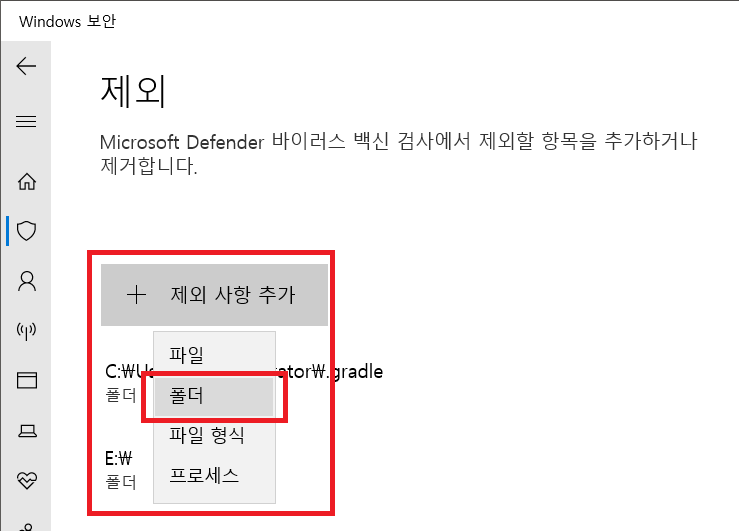 Windows 보안
제외
Microsoft Defender 바이러스 백신 검사에서 제외할 항목을 추가하거나
제거합니다.
제외 사항 추가
파일
C:₩Us ator₩.gradle
폴더
폴더
파일 형식
E:₩
프로세스
폴더